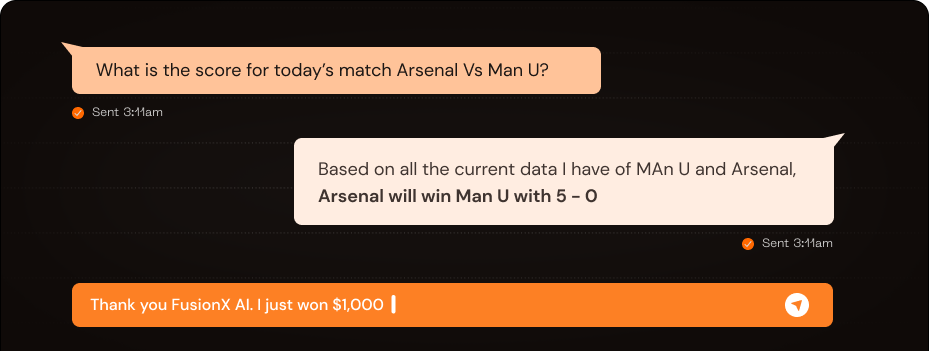 What is the score for today's match Arsenal Vs Man U?
Sent 3:11am
Based on all the current data I have of MAn U and Arsenal,
Arsenal will win Man U with 5 - 0
Sent 3:11am
Thank you FusionX AI. I just won $1,000